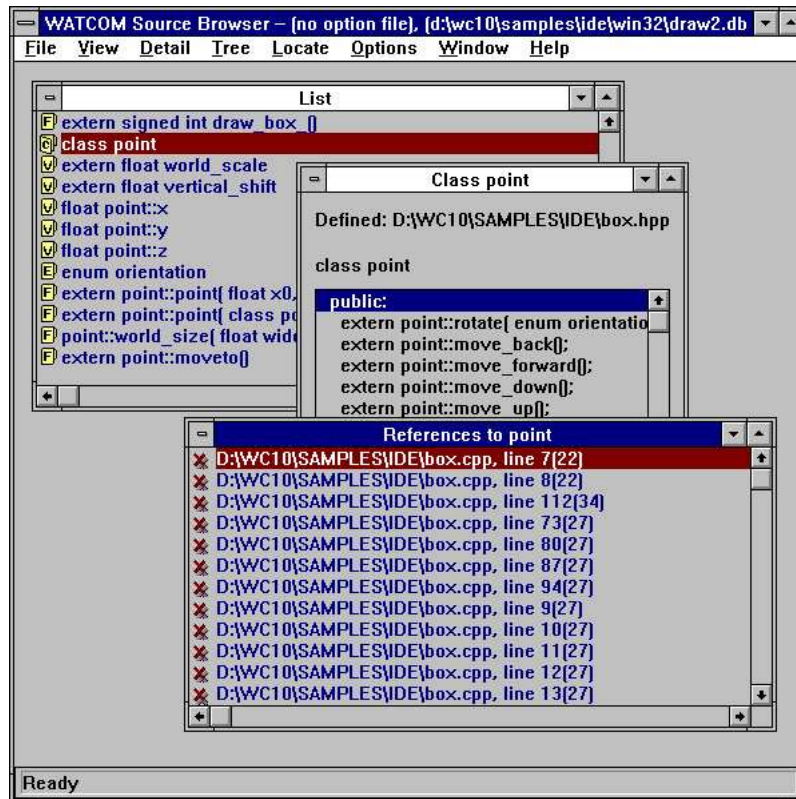 WATCOM Source Browser – (no option file), (d:\wc10\samples\ide\win32\draw2.db
File View Detail Tree Locate Options Window Help
List
extern signed int draw_box_()
class point
extern float world_scale
extern float vertical_shift
float point::x
float point::y
float point::z
enum orientation
extern point::point( float x0,
extern point::point( class po
point::world_size( float wide
extern point::moveto()
Class point
Defined: D:\WC10\SAMPLES\IDE\box.hpp
class point
public:
extern point::rotate( enum orientatio
extern point::move_back();
extern point::move_forward();
extern point::move_down();
extern point::move_up();
References to point
D:\WC10\SAMPLES\IDE\box.cpp, line 7(22)
D:\WC10\SAMPLES\IDE\box.cpp, line 8(22)
D:\WC10\SAMPLES\IDE\box.cpp, line 112(34)
D:\WC10\SAMPLES\IDE\box.cpp, line 73(27)
D:\WC10\SAMPLES\IDE\box.cpp, line 80(27)
D:\WC10\SAMPLES\IDE\box.cpp, line 87(27)
D:\WC10\SAMPLES\IDE\box.cpp, line 94(27)
D:\WC10\SAMPLES\IDE\box.cpp, line 9(27)
D:\WC10\SAMPLES\IDE\box.cpp, line 10(27)
D:\WC10\SAMPLES\IDE\box.cpp, line 11(27)
D:\WC10\SAMPLES\IDE\box.cpp, line 12(27)
D:\WC10\SAMPLES\IDE\box.cpp, line 13(27)
Ready